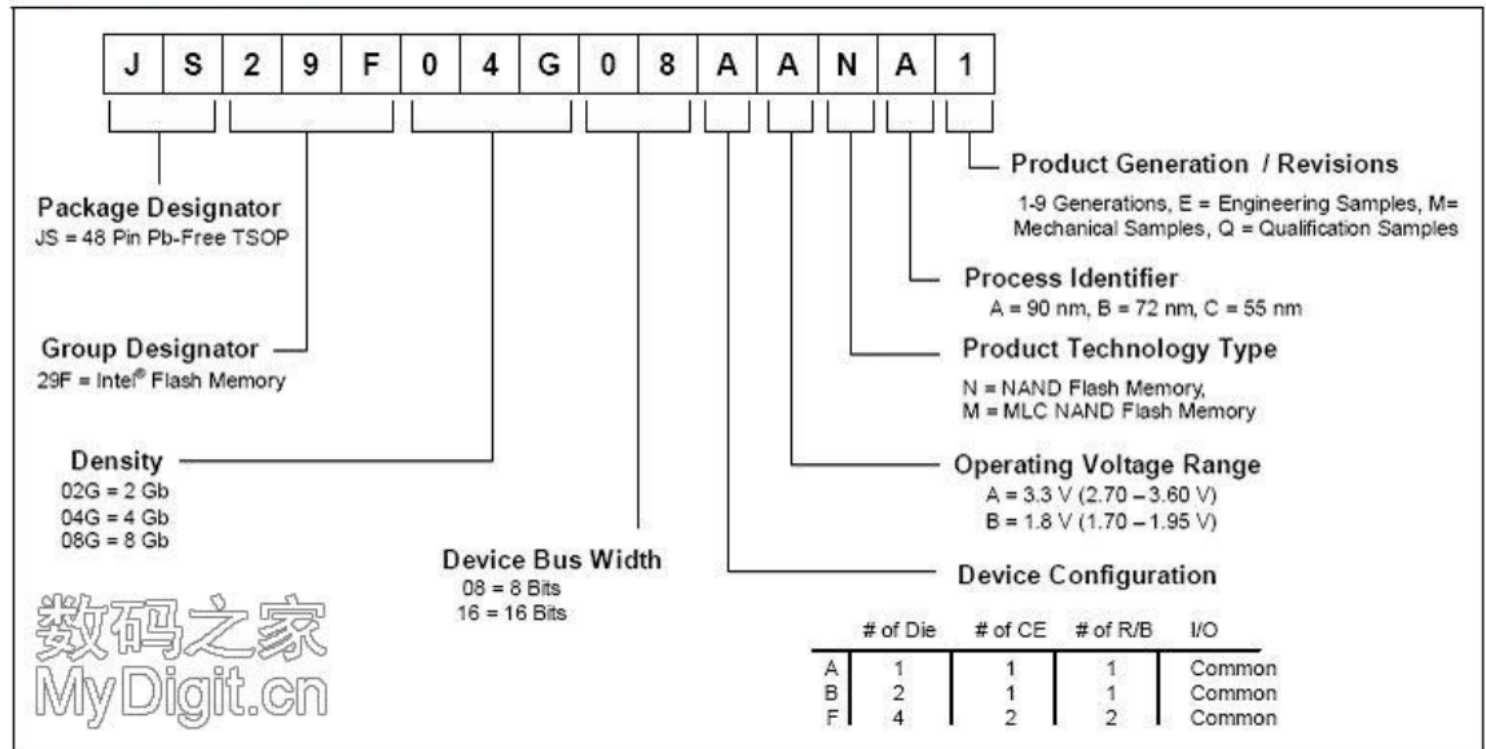 J S 2 9 F 0 4 G 0 8 A A N A 1
Package Designator
JS = 48 Pin Pb-Free TSOP
Group Designator
29F = Intel® Flash Memory
Density
02G = 2 Gb
04G = 4 Gb
08G = 8 Gb
Device Bus Width
08 = 8 Bits
16 = 16 Bits
Product Generation / Revisions
1-9 Generations, E = Engineering Samples, M=
Mechanical Samples, Q = Qualification Samples
Process Identifier
A = 90 nm, B = 72 nm, C = 55 nm
Product Technology Type
N = NAND Flash Memory,
M = MLC NAND Flash Memory
Operating Voltage Range
A = 3.3 V (2.70 – 3.60 V)
B = 1.8 V (1.70 – 1.95 V)
Device Configuration
# of Die # of CE # of R/B I/O
A 1 1 1 Common
B 2 1 1 Common
F 4 2 2 Common
数码之家
MyDigit.cn